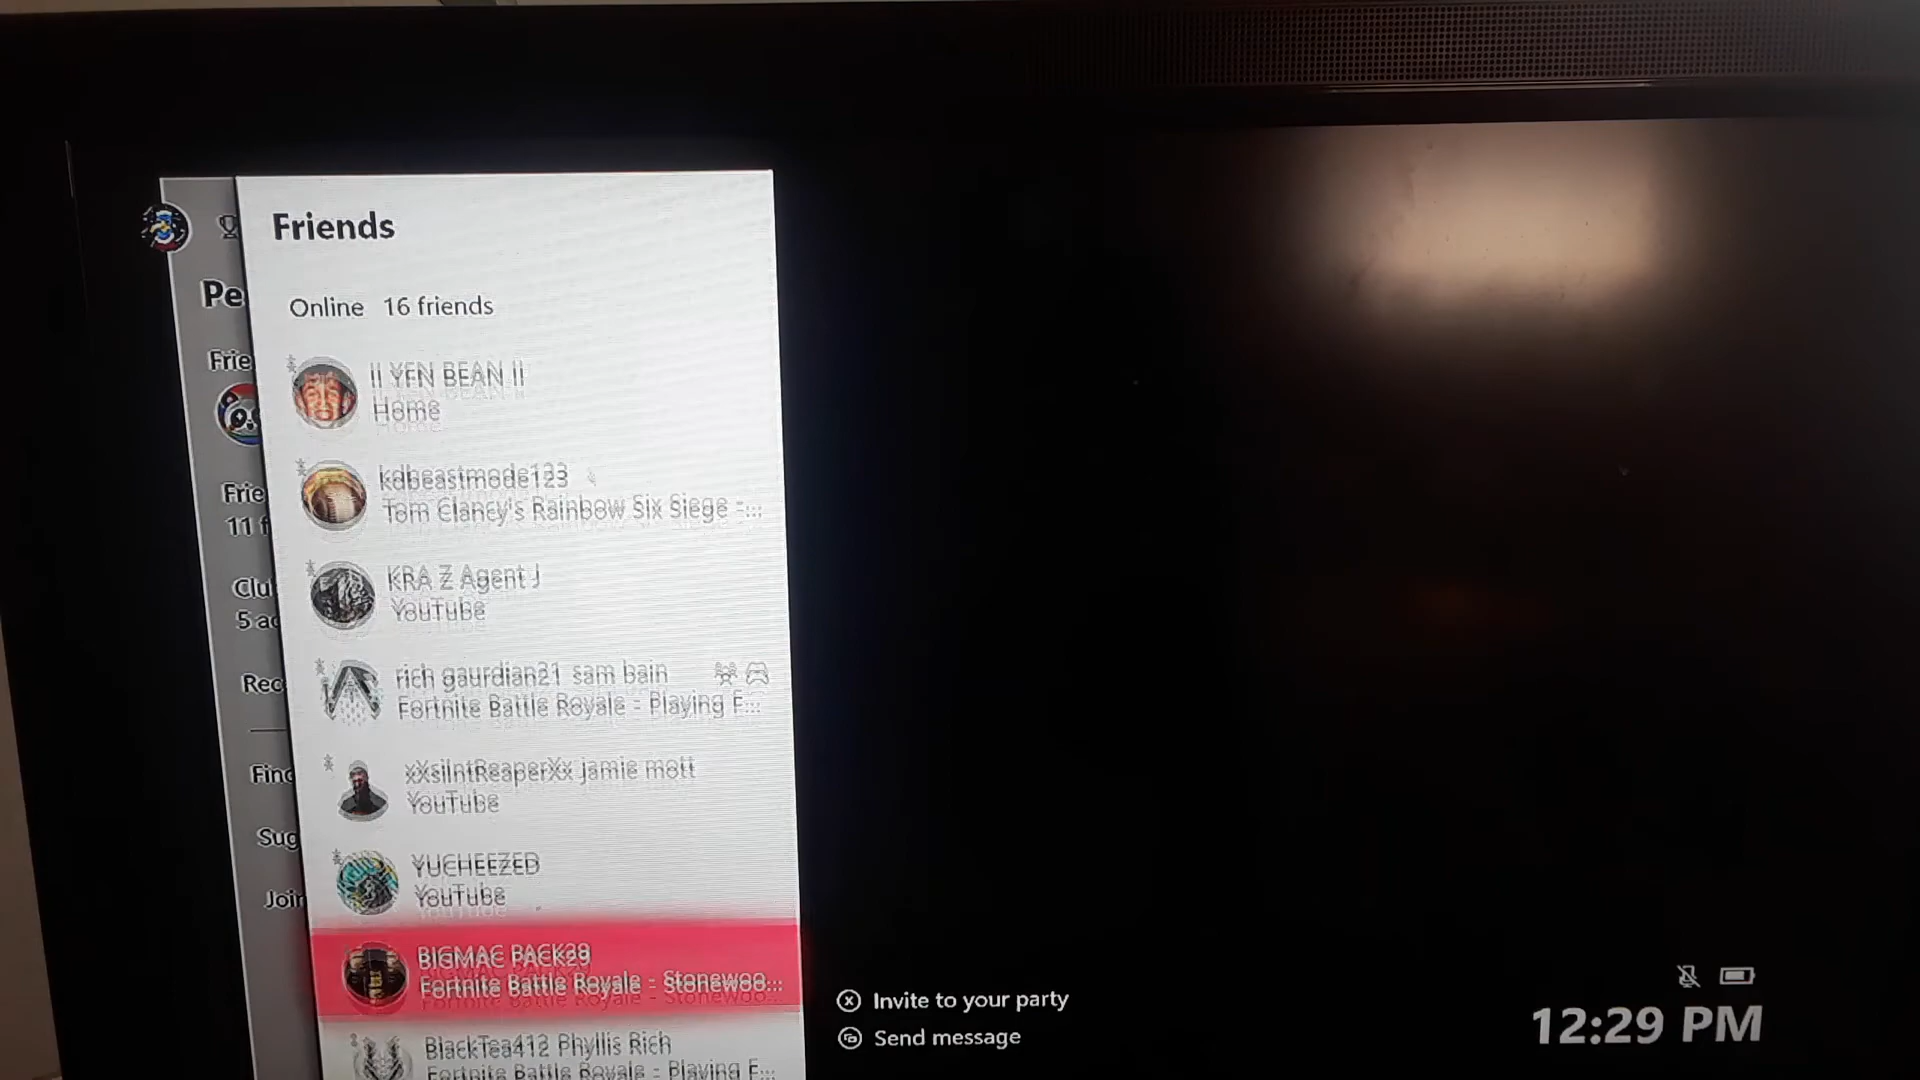 Friends
Online 16 friends
II YFN BEAN II
Home
kdbeastmode123
Tom Clancy's Rainbow Six Siege -...
KRA Z Agent J
YouTube
rich gaurdian21 sam bain
Fortnite Battle Royale - Playing F...
xXsilntReaperXx jamie mott
YouTube
YUCHEEZED
YouTube
BIGMAC PACK29
Fortnite Battle Royale - Stonewoo...
BlackTea412 Phyllis Rich
Fortnite Battle Royale - Playing F...
Pe
Frie
Frie
11 f
Clu
5 ac
Rec
Find
Sug
Join
Invite to your party
Send message
12:29 PM